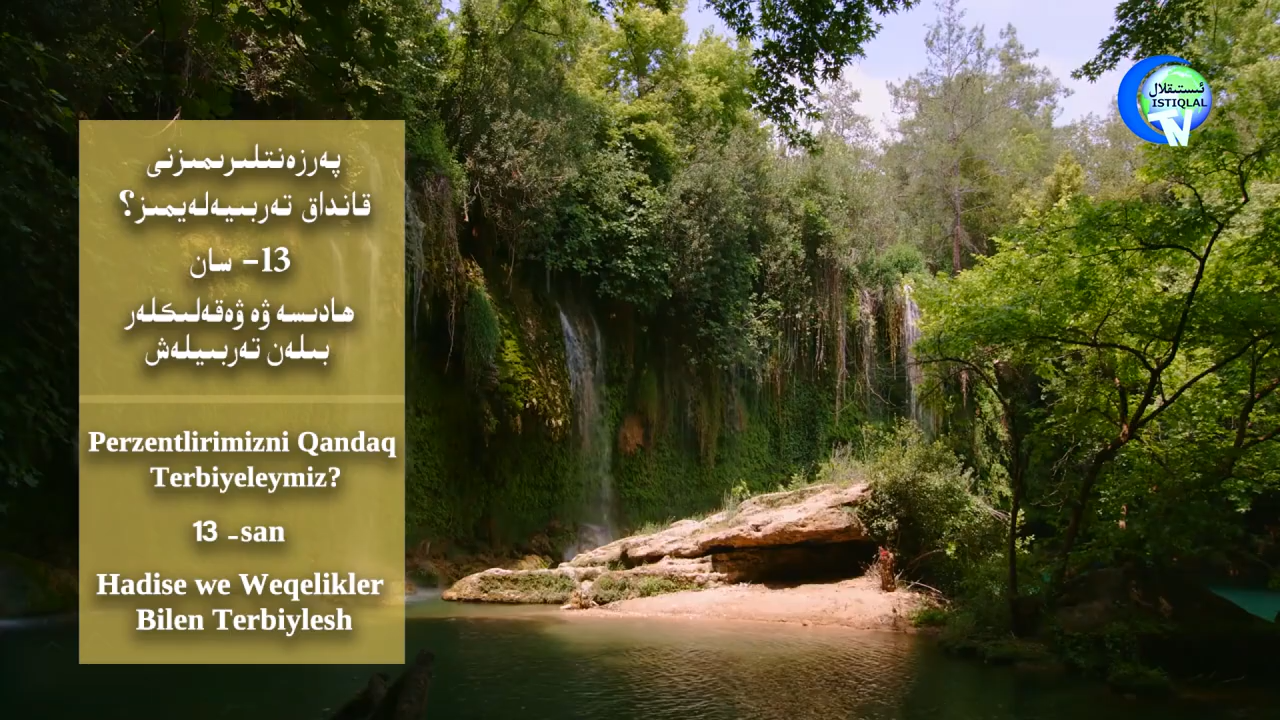 پەرزەنتلىرىمىزنى
قانداق تەربىيەلەيمىز؟
13- سان
ھادىسە ۋە ۋەقەلىكلەر
بىلەن تەربىيىلەش
Perzentlirimizni Qandaq
Terbiyeleymiz?
13 -san
Hadise we Weqelikler
Bilen Terbiylesh
ئىستىقلال
ISTIQLAL
TV